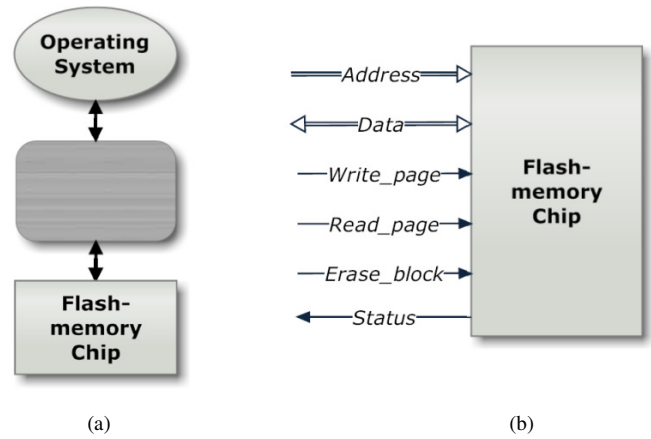 Operating
System
Flash-
memory
Chip
(a)
Address
Data
Write_page
Read_page
Erase_block
Status
Flash-
memory
Chip
(b)